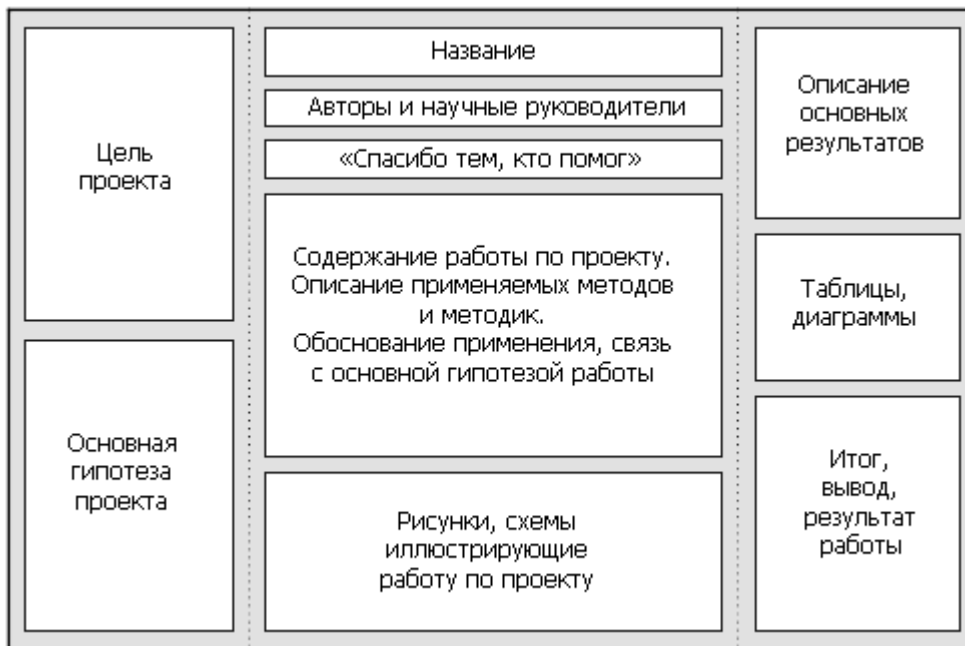 Цель
проекта
Основная
гипотеза
проекта
Название
Авторы и научные руководители
«Спасибо тем, кто помог»
Содержание работы по проекту.
Описание применяемых методов
и методик.
Обоснование применения, связь
с основной гипотезой работы
Рисунки, схемы
иллюстрирующие
работу по проекту
Описание
основных
результатов
Таблицы,
диаграммы
Итог,
вывод,
результат
работы